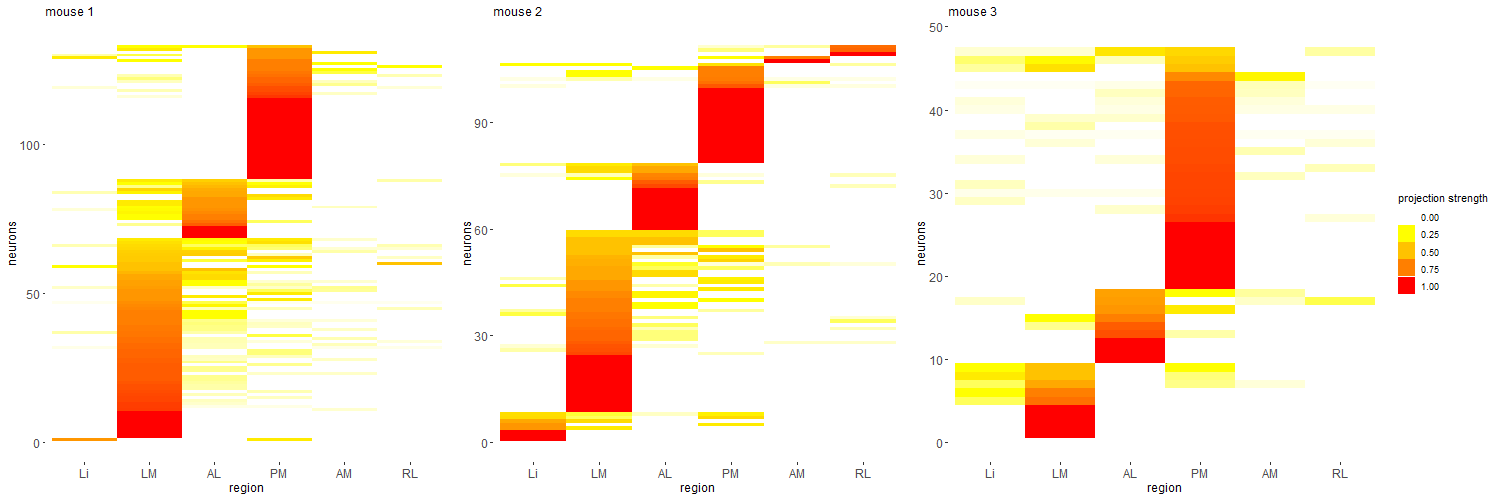 mouse 1
neurons
100
50
0
Li LM AL PM AM RL
region
mouse 2
neurons
90
60
30
0
Li LM AL PM AM RL
region
mouse 3
neurons
50
40
30
20
10
0
Li LM AL PM AM RL
region
projection strength
0.00
0.25
0.50
0.75
1.00